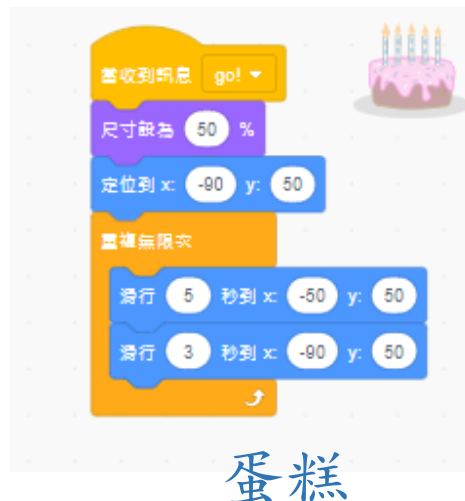 當收到訊息 go!
尺寸設為 50 %
定位到 x: -90 y: 50
重複無限次
滑行 5 秒到 x: -50 y: 50
滑行 3 秒到 x: -90 y: 50
蛋糕